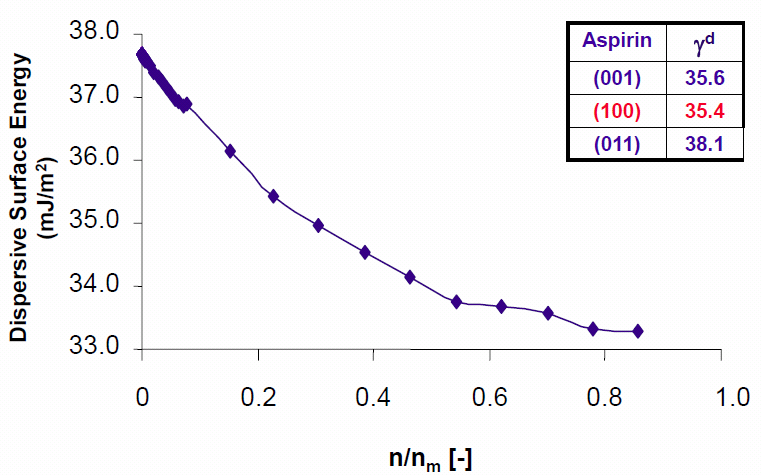 Aspirin γᵈ
(001) 35.6
(100) 35.4
(011) 38.1
38.0
37.0
36.0
35.0
34.0
33.0
Dispersive Surface Energy
(mJ/m²)
0 0.2 0.4 0.6 0.8 1.0
n/nₘ [-]